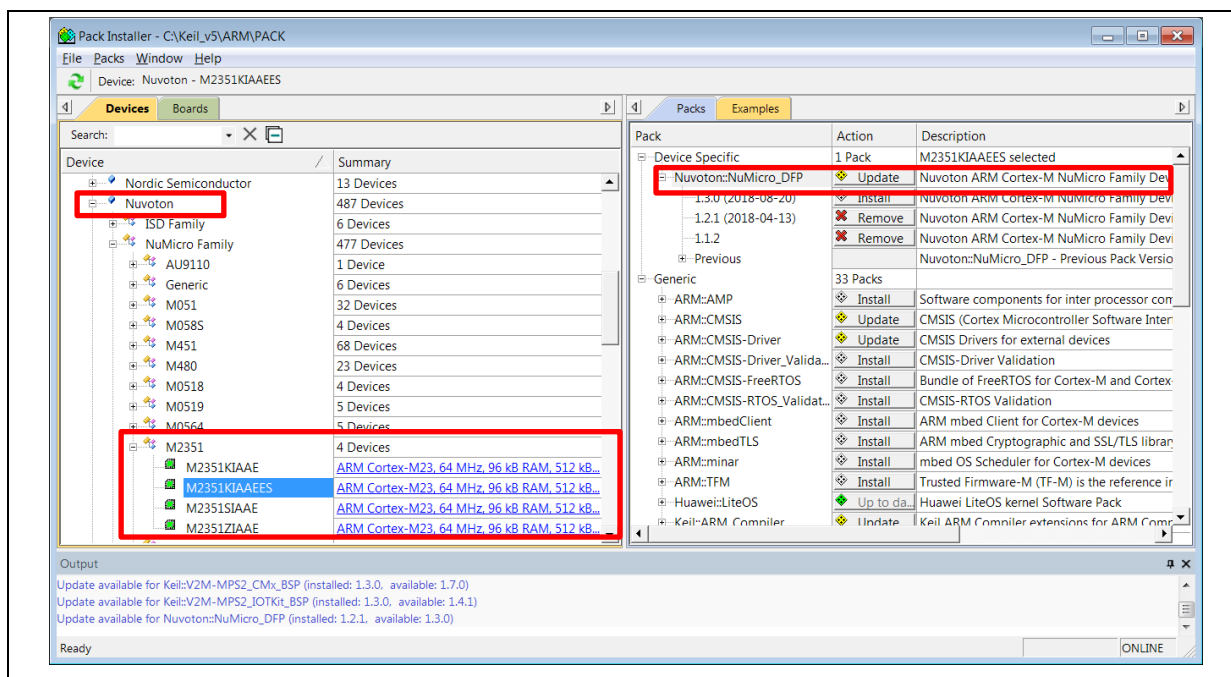 Pack Installer - C:\Keil_v5\ARM\PACK
File Packs Window Help
Device: Nuvoton - M2351KIAAEES
Devices Boards
Search:
Device / Summary
Nordic Semiconductor 13 Devices
Nuvoton 487 Devices
ISD Family 6 Devices
NuMicro Family 477 Devices
AU9110 1 Device
Generic 6 Devices
M051 32 Devices
M058S 4 Devices
M451 68 Devices
M480 23 Devices
M0518 4 Devices
M0519 5 Devices
M0564 5 Devices
M2351 4 Devices
M2351KIAAE ARM Cortex-M23, 64 MHz, 96 kB RAM, 512 kB...
M2351KIAAEES ARM Cortex-M23, 64 MHz, 96 kB RAM, 512 kB...
M2351SIAAE ARM Cortex-M23, 64 MHz, 96 kB RAM, 512 kB...
M2351ZIAAE ARM Cortex-M23, 64 MHz, 96 kB RAM, 512 kB...
Packs Examples
Pack Action Description
Device Specific 1 Pack M2351KIAAEES selected
Nuvoton::NuMicro_DFP Update Nuvoton ARM Cortex-M NuMicro Family Dev
1.3.0 (2018-08-20) Install Nuvoton ARM Cortex-M NuMicro Family Devi
1.2.1 (2018-04-13) Remove Nuvoton ARM Cortex-M NuMicro Family Devi
1.1.2 Remove Nuvoton ARM Cortex-M NuMicro Family Devi
Previous Nuvoton::NuMicro_DFP - Previous Pack Versio
Generic 33 Packs
ARM::AMP Install Software components for inter processor com
ARM::CMSIS Update CMSIS (Cortex Microcontroller Software Inter
ARM::CMSIS-Driver Update CMSIS Drivers for external devices
ARM::CMSIS-Driver_Valida... Install CMSIS-Driver Validation
ARM::CMSIS-FreeRTOS Install Bundle of FreeRTOS for Cortex-M and Cortex-
ARM::CMSIS-RTOS_Validat... Install CMSIS-RTOS Validation
ARM::mbedClient Install ARM mbed Client for Cortex-M devices
ARM::mbedTLS Install ARM mbed Cryptographic and SSL/TLS library
ARM::minar Install mbed OS Scheduler for Cortex-M devices
ARM::TFM Install Trusted Firmware-M (TF-M) is the reference ir
Huawei::LiteOS Up to da... Huawei LiteOS kernel Software Pack
Keil::ARM_Compiler Update Keil ARM Compiler extensions for ARM Comp
Output
Update available for Keil::V2M-MPS2_CMx_BSP (installed: 1.3.0, available: 1.7.0)
Update available for Keil::V2M-MPS2_IOTKit_BSP (installed: 1.3.0, available: 1.4.1)
Update available for Nuvoton::NuMicro_DFP (installed: 1.2.1, available: 1.3.0)
Ready ONLINE